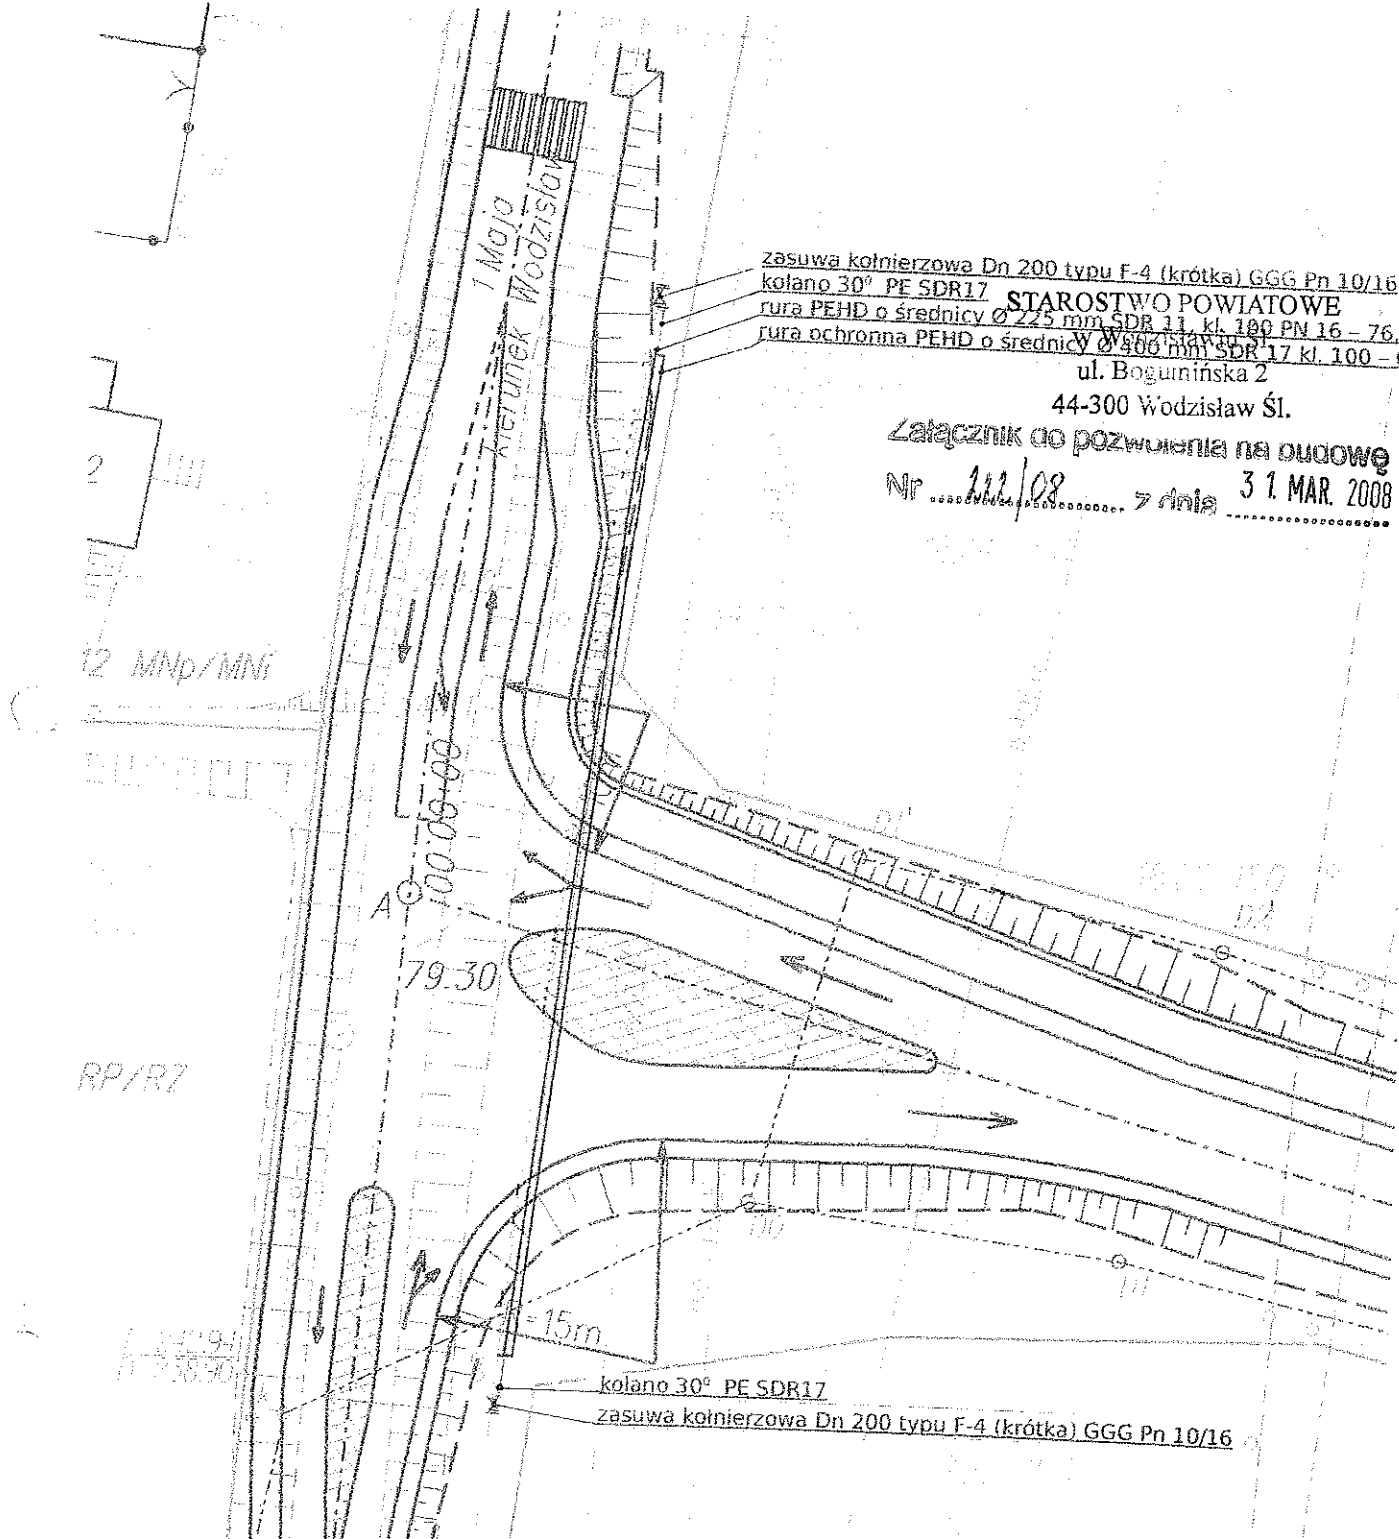 1 Maja
kierunek Wodzisław
zasuwa kołnierzowa Dn 200 typu F-4 (krótka) GGG Pn 10/16
kolano 30° PE SDR17
STAROSTWO POWIATOWE
rura PEHD o średnicy Ø 225 mm SDR 11, kl. 100 PN 16 – 76,
rura ochronna PEHD o średnicy Ø 400 mm SDR 17 kl. 100 –
w Wodzisławiu Śl.
ul. Bogumińska 2
44-300 Wodzisław Śl.
Załącznik do pozwolenia na budowę
Nr 222/08 z dnia 31. MAR. 2008
2
12 MNp/MNi
A
79.30
RP/RZ
=15m
kolano 30° PE SDR17
zasuwa kołnierzowa Dn 200 typu F-4 (krótka) GGG Pn 10/16